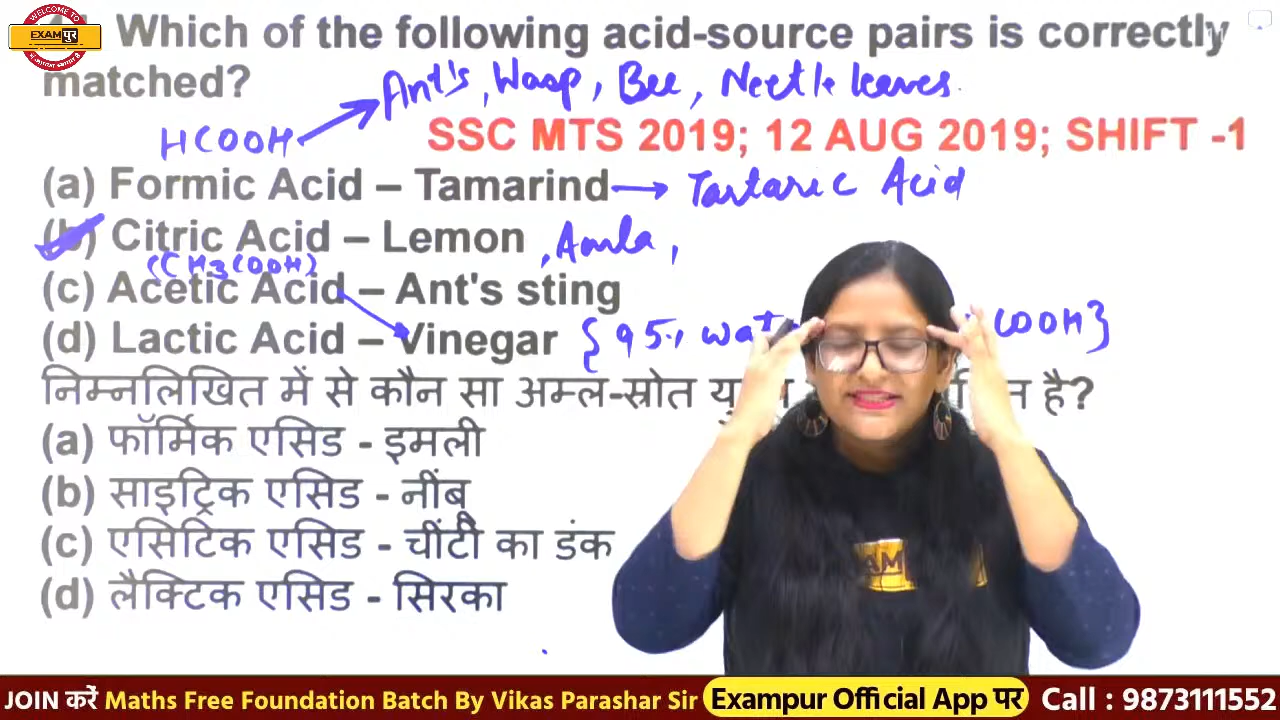 WELCOME TO
EXAMपुर
Which of the following acid-source pairs is correctly
matched?
Ant's, Wasp, Bee, Neetle leaves.
HCOOH
SSC MTS 2019; 12 AUG 2019; SHIFT -1
(a) Formic Acid – Tamarind → Tartaric Acid
(b) Citric Acid – Lemon , Amla ,
(CH3COOH)
(c) Acetic Acid – Ant's sting
(d) Lactic Acid – Vinegar {95% wat COOH}
निम्नलिखित में से कौन सा अम्ल-स्रोत है?
(a) फॉर्मिक एसिड - इमली
(b) साइट्रिक एसिड - नींबू
(c) एसिटिक एसिड - चींटी का डंक
(d) लैक्टिक एसिड - सिरका
JOIN करें Maths Free Foundation Batch By Vikas Parashar Sir Exampur Official App पर Call : 9873111552